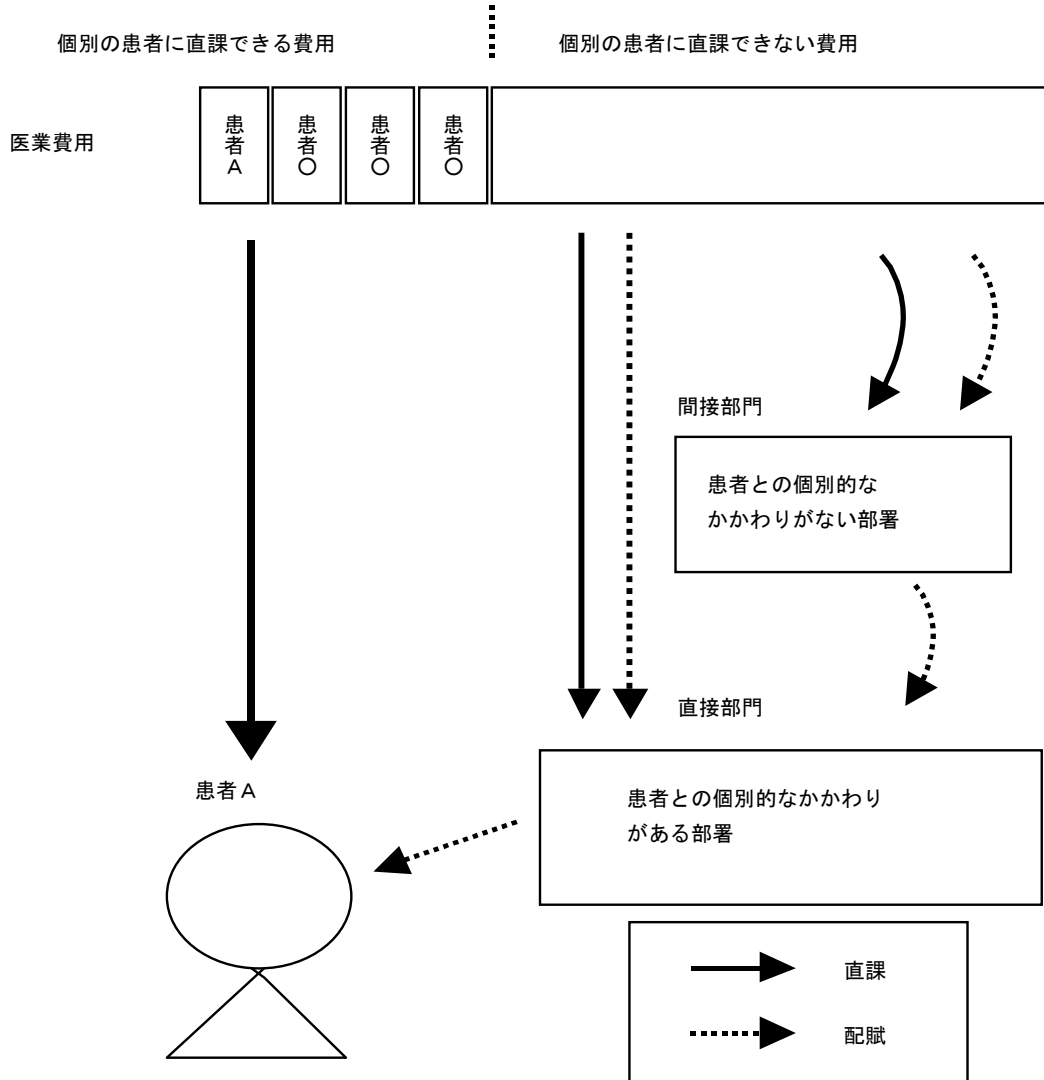 個別の患者に直課できる費用
個別の患者に直課できない費用
医業費用
患者A
患者〇
患者〇
患者〇
間接部門
患者との個別的な
かかわりがない部署
直接部門
患者との個別的なかかわり
がある部署
患者A
直課
配賦